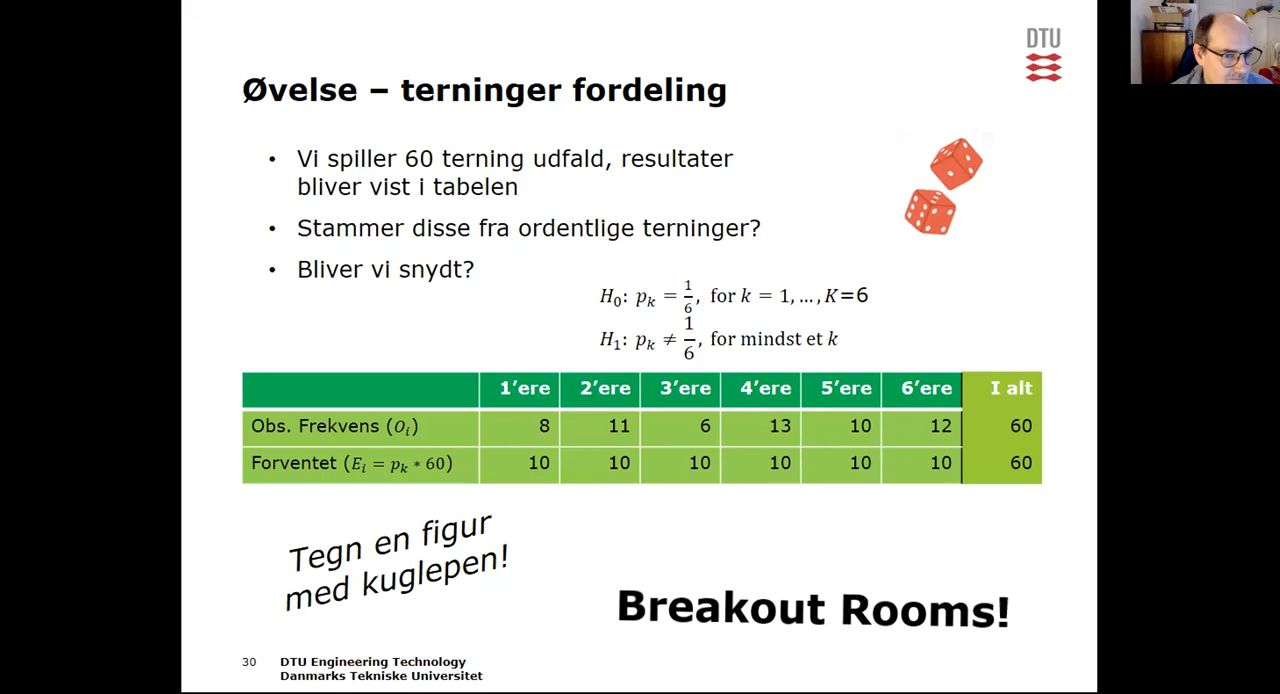 DTU
Øvelse – terninger fordeling
• Vi spiller 60 terning udfald, resultater
bliver vist i tabelen
• Stammer disse fra ordentlige terninger?
• Bliver vi snydt?
H₀: pₖ = 1/6, for k = 1, …, K=6
H₁: pₖ ≠ 1/6, for mindst et k
1’ere 2’ere 3’ere 4’ere 5’ere 6’ere I alt
Obs. Frekvens (Oᵢ) 8 11 6 13 10 12 60
Forventet (Eᵢ = pₖ * 60) 10 10 10 10 10 10 60
Tegn en figur
med kuglepen!
Breakout Rooms!
30 DTU Engineering Technology
Danmarks Tekniske Universitet